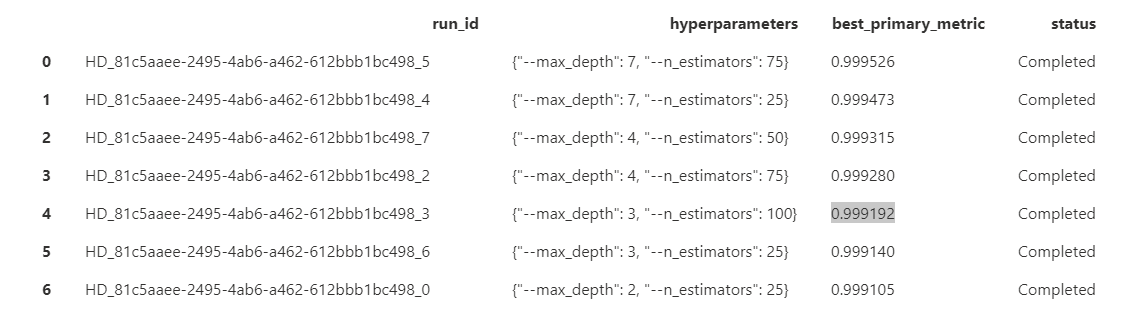 run_id hyperparameters best_primary_metric status
0 HD_81c5aaee-2495-4ab6-a462-612bbb1bc498_5 {"--max_depth": 7, "--n_estimators": 75} 0.999526 Completed
1 HD_81c5aaee-2495-4ab6-a462-612bbb1bc498_4 {"--max_depth": 7, "--n_estimators": 25} 0.999473 Completed
2 HD_81c5aaee-2495-4ab6-a462-612bbb1bc498_7 {"--max_depth": 4, "--n_estimators": 50} 0.999315 Completed
3 HD_81c5aaee-2495-4ab6-a462-612bbb1bc498_2 {"--max_depth": 4, "--n_estimators": 75} 0.999280 Completed
4 HD_81c5aaee-2495-4ab6-a462-612bbb1bc498_3 {"--max_depth": 3, "--n_estimators": 100} 0.999192 Completed
5 HD_81c5aaee-2495-4ab6-a462-612bbb1bc498_6 {"--max_depth": 3, "--n_estimators": 25} 0.999140 Completed
6 HD_81c5aaee-2495-4ab6-a462-612bbb1bc498_0 {"--max_depth": 2, "--n_estimators": 25} 0.999105 Completed